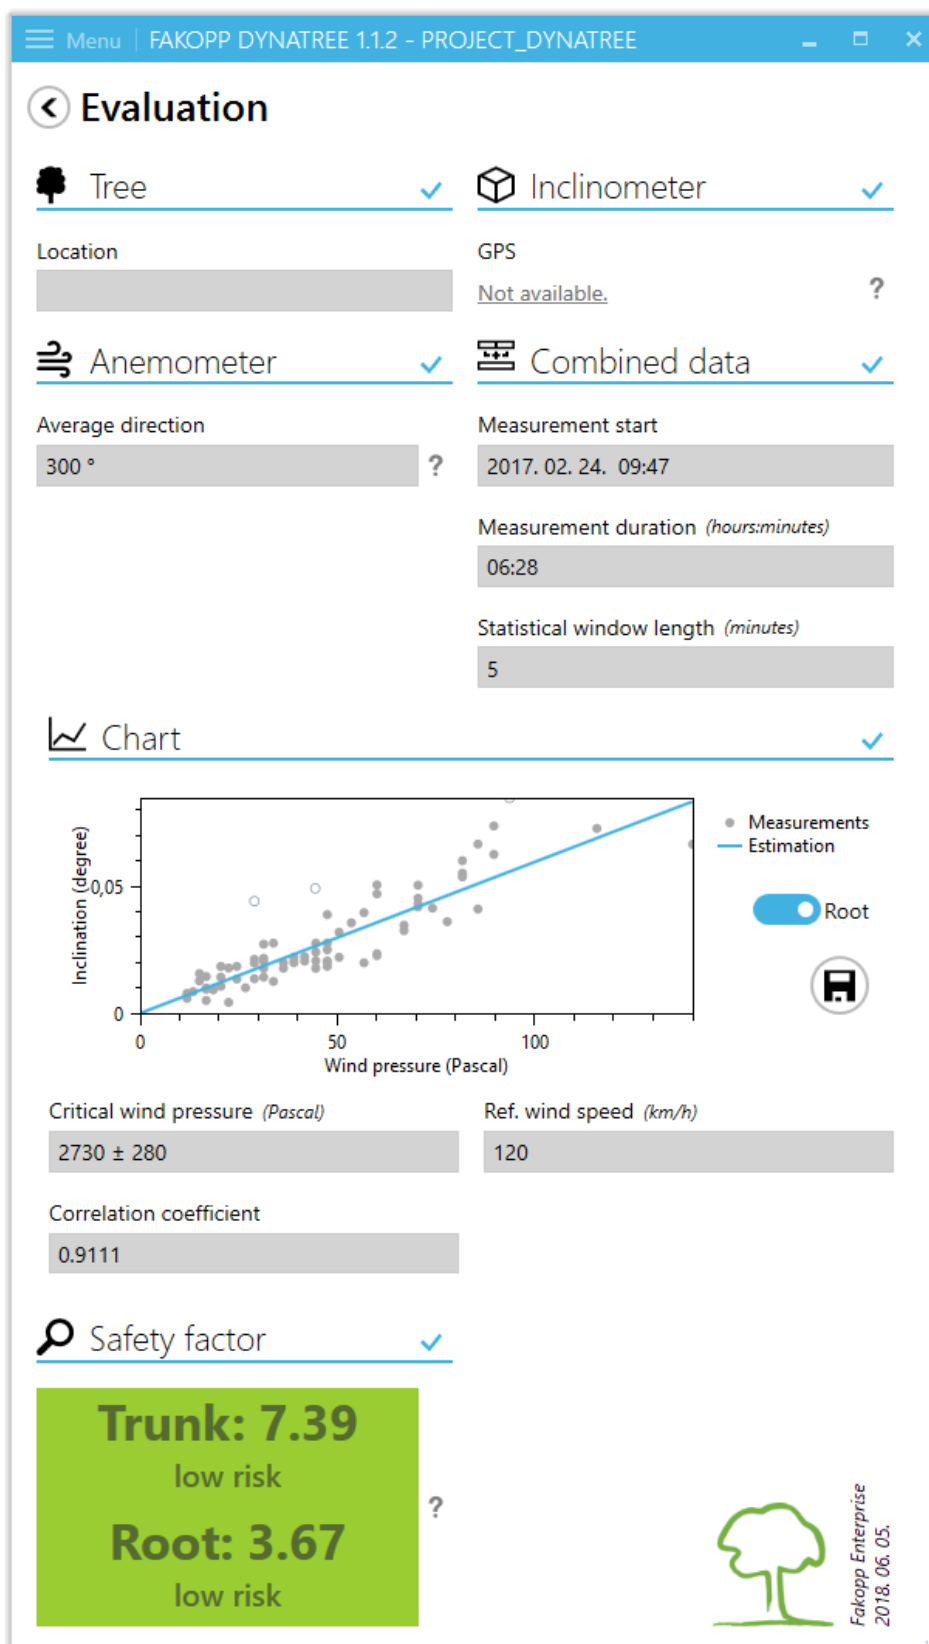 Menu FAKOPP DYNATREE 1.1.2 - PROJECT_DYNATREE
Evaluation
Tree
Inclinometer
Location
GPS
Not available.
?
Anemometer
Combined data
Average direction
300 °
?
Measurement start
2017. 02. 24. 09:47
Measurement duration (hours:minutes)
06:28
Statistical window length (minutes)
5
Chart
Inclination (degree)
0,05
0
0
50
100
Wind pressure (Pascal)
Measurements
Estimation
Root
Critical wind pressure (Pascal)
2730 ± 280
Ref. wind speed (km/h)
120
Correlation coefficient
0.9111
Safety factor
Trunk: 7.39
low risk
Root: 3.67
low risk
?
Fakopp Enterprise
2018. 06. 05.